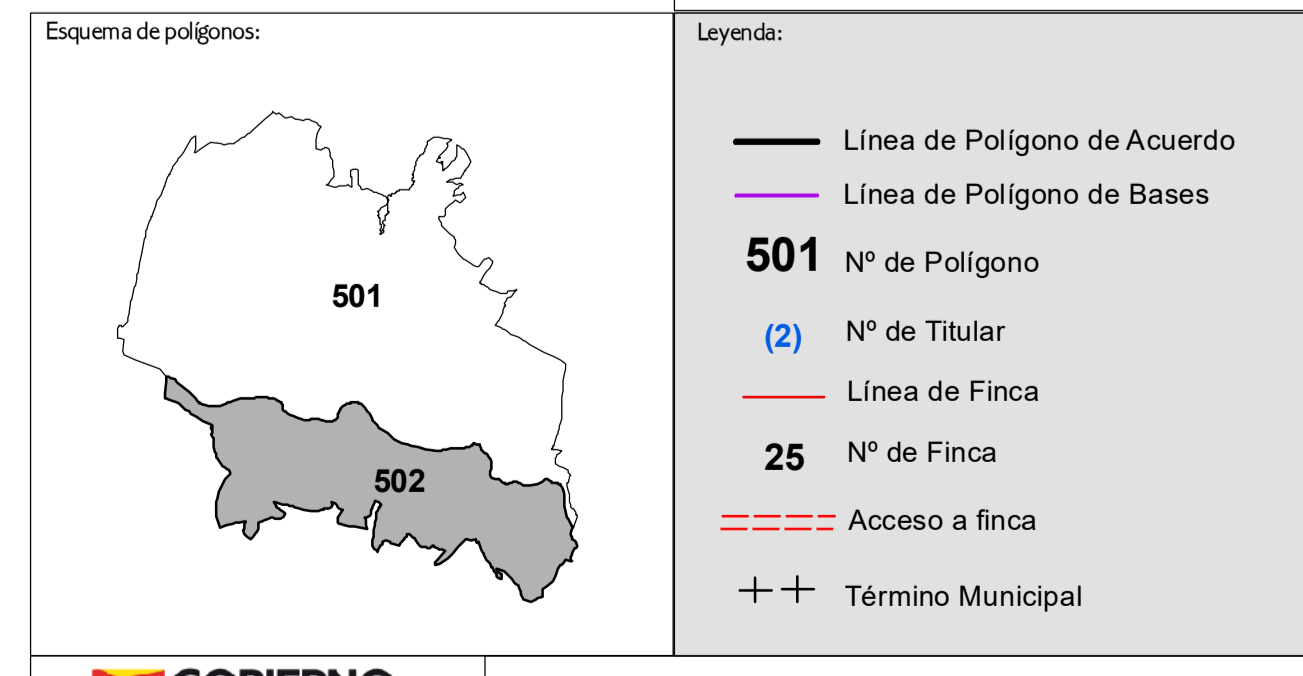 Esquema de polígonos:
501
502
Leyenda:
Línea de Polígono de Acuerdo
Línea de Polígono de Bases
501 Nº de Polígono
(2) Nº de Titular
Línea de Finca
25 Nº de Finca
Acceso a finca
Término Municipal
GOBIERNO